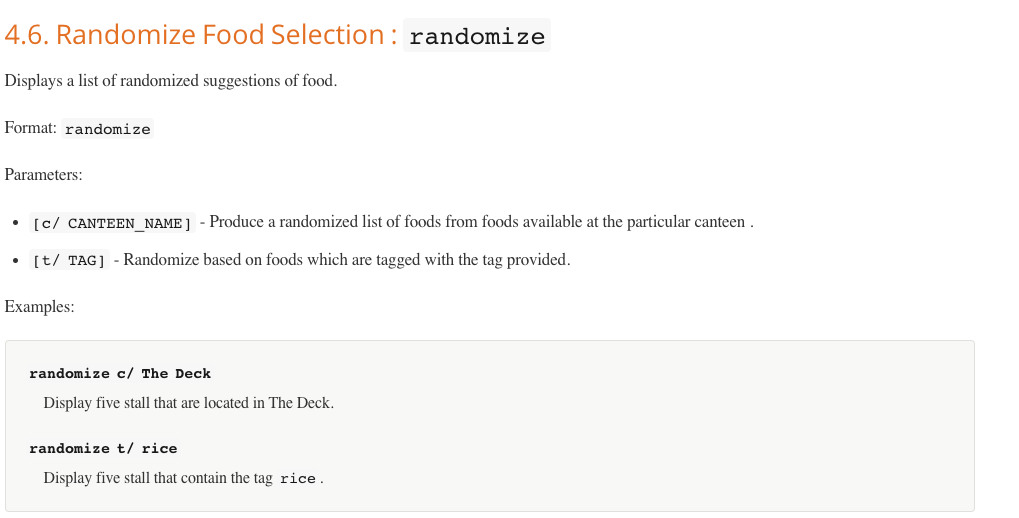 4.6. Randomize Food Selection : randomize
Displays a list of randomized suggestions of food.
Format: randomize
Parameters:
[c/ CANTEEN_NAME] - Produce a randomized list of foods from foods available at the particular canteen .
[t/ TAG] - Randomize based on foods which are tagged with the tag provided.
Examples:
randomize c/ The Deck
Display five stall that are located in The Deck.
randomize t/ rice
Display five stall that contain the tag rice .